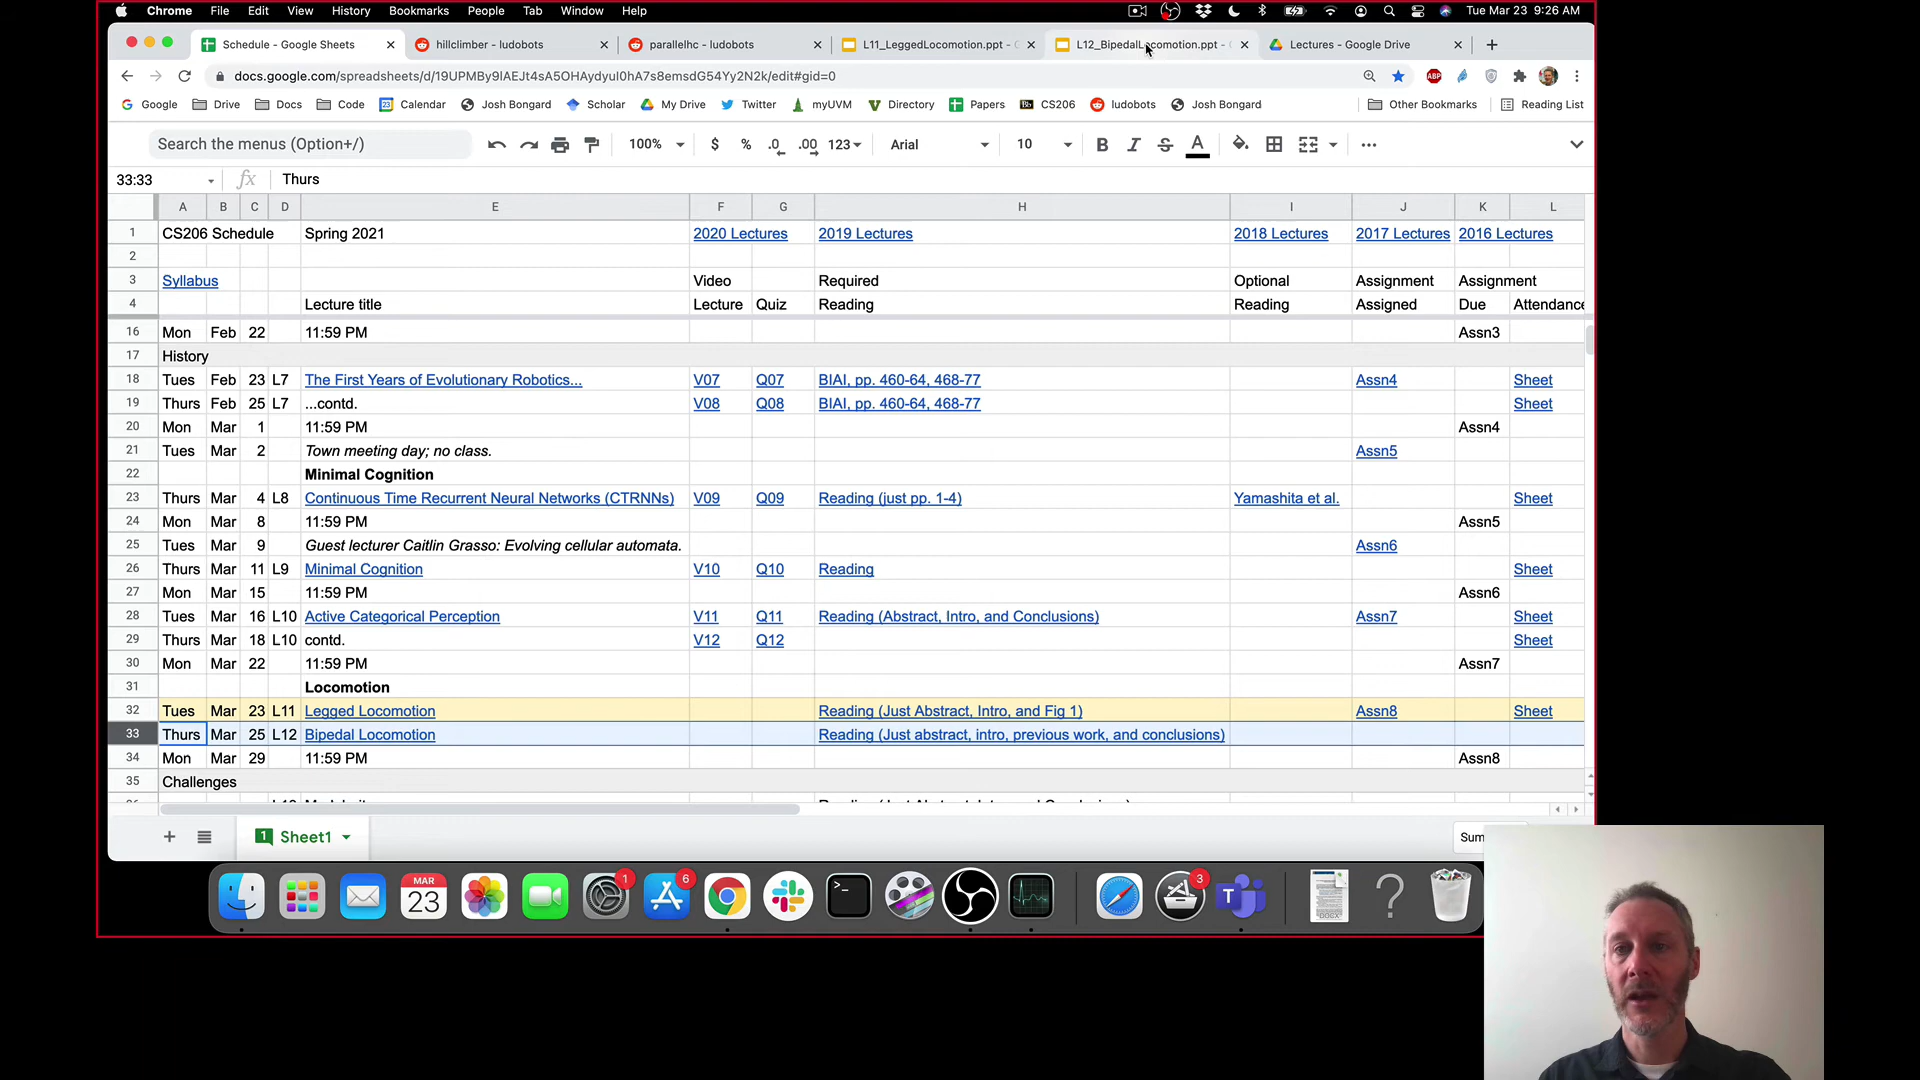 Chrome File Edit View History Bookmarks People Tab Window Help Tue Mar 23 9:26 AM
Schedule - Google Sheets hillclimber - ludobots parallelhc - ludobots L11_LeggedLocomotion.ppt - G L12_BipedalLocomotion.ppt - G Lectures - Google Drive
docs.google.com/spreadsheets/d/19UPMBy9IAEJt4sA5OHAydyuI0hA7s8emsdG54Yy2N2k/edit#gid=0 ABP
Google Drive Docs Code Calendar Josh Bongard Scholar My Drive Twitter myUVM Directory Papers CS206 ludobots Josh Bongard Other Bookmarks Reading List
Search the menus (Option+/) 100% $ % .0 .00 123 Arial 10 B I S A
33:33 fx Thurs
A B C D E F G H I J K L
1 CS206 Schedule Spring 2021 2020 Lectures 2019 Lectures 2018 Lectures 2017 Lectures 2016 Lectures
2
3 Syllabus Video Required Optional Assignment Assignment
4 Lecture title Lecture Quiz Reading Reading Assigned Due Attendance
16 Mon Feb 22 11:59 PM Assn3
17 History
18 Tues Feb 23 L7 The First Years of Evolutionary Robotics... V07 Q07 BIAI, pp. 460-64, 468-77 Assn4 Sheet
19 Thurs Feb 25 L7 ...contd. V08 Q08 BIAI, pp. 460-64, 468-77 Sheet
20 Mon Mar 1 11:59 PM Assn4
21 Tues Mar 2 Town meeting day; no class. Assn5
22 Minimal Cognition
23 Thurs Mar 4 L8 Continuous Time Recurrent Neural Networks (CTRNNs) V09 Q09 Reading (just pp. 1-4) Yamashita et al. Sheet
24 Mon Mar 8 11:59 PM Assn5
25 Tues Mar 9 Guest lecturer Caitlin Grasso: Evolving cellular automata. Assn6
26 Thurs Mar 11 L9 Minimal Cognition V10 Q10 Reading Sheet
27 Mon Mar 15 11:59 PM Assn6
28 Tues Mar 16 L10 Active Categorical Perception V11 Q11 Reading (Abstract, Intro, and Conclusions) Assn7 Sheet
29 Thurs Mar 18 L10 contd. V12 Q12 Sheet
30 Mon Mar 22 11:59 PM Assn7
31 Locomotion
32 Tues Mar 23 L11 Legged Locomotion Reading (Just Abstract, Intro, and Fig 1) Assn8 Sheet
33 Thurs Mar 25 L12 Bipedal Locomotion Reading (Just abstract, intro, previous work, and conclusions)
34 Mon Mar 29 11:59 PM Assn8
35 Challenges
1 Sheet1 Sum
MAR 23 1 6 3